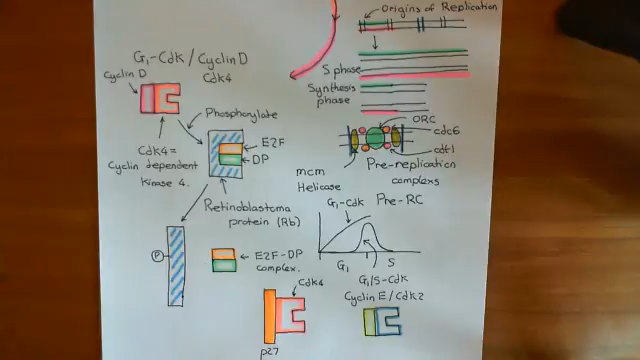 G1-Cdk / Cyclin D
Cdk4
Cyclin D
Phosphorylate
Cdk4 =
Cyclin dependent
Kinase 4.
E2F
DP
Retinoblastoma
protein (Rb)
P
E2F-DP
complex.
Cdk4
p27
Origins of Replication
S phase
Synthesis
phase
ORC
cdc6
cdt1
mcm
Helicase
Pre-replication
complexs
Pre-RC
G1-Cdk
G1
S
G1/S-Cdk
Cyclin E/Cdk2